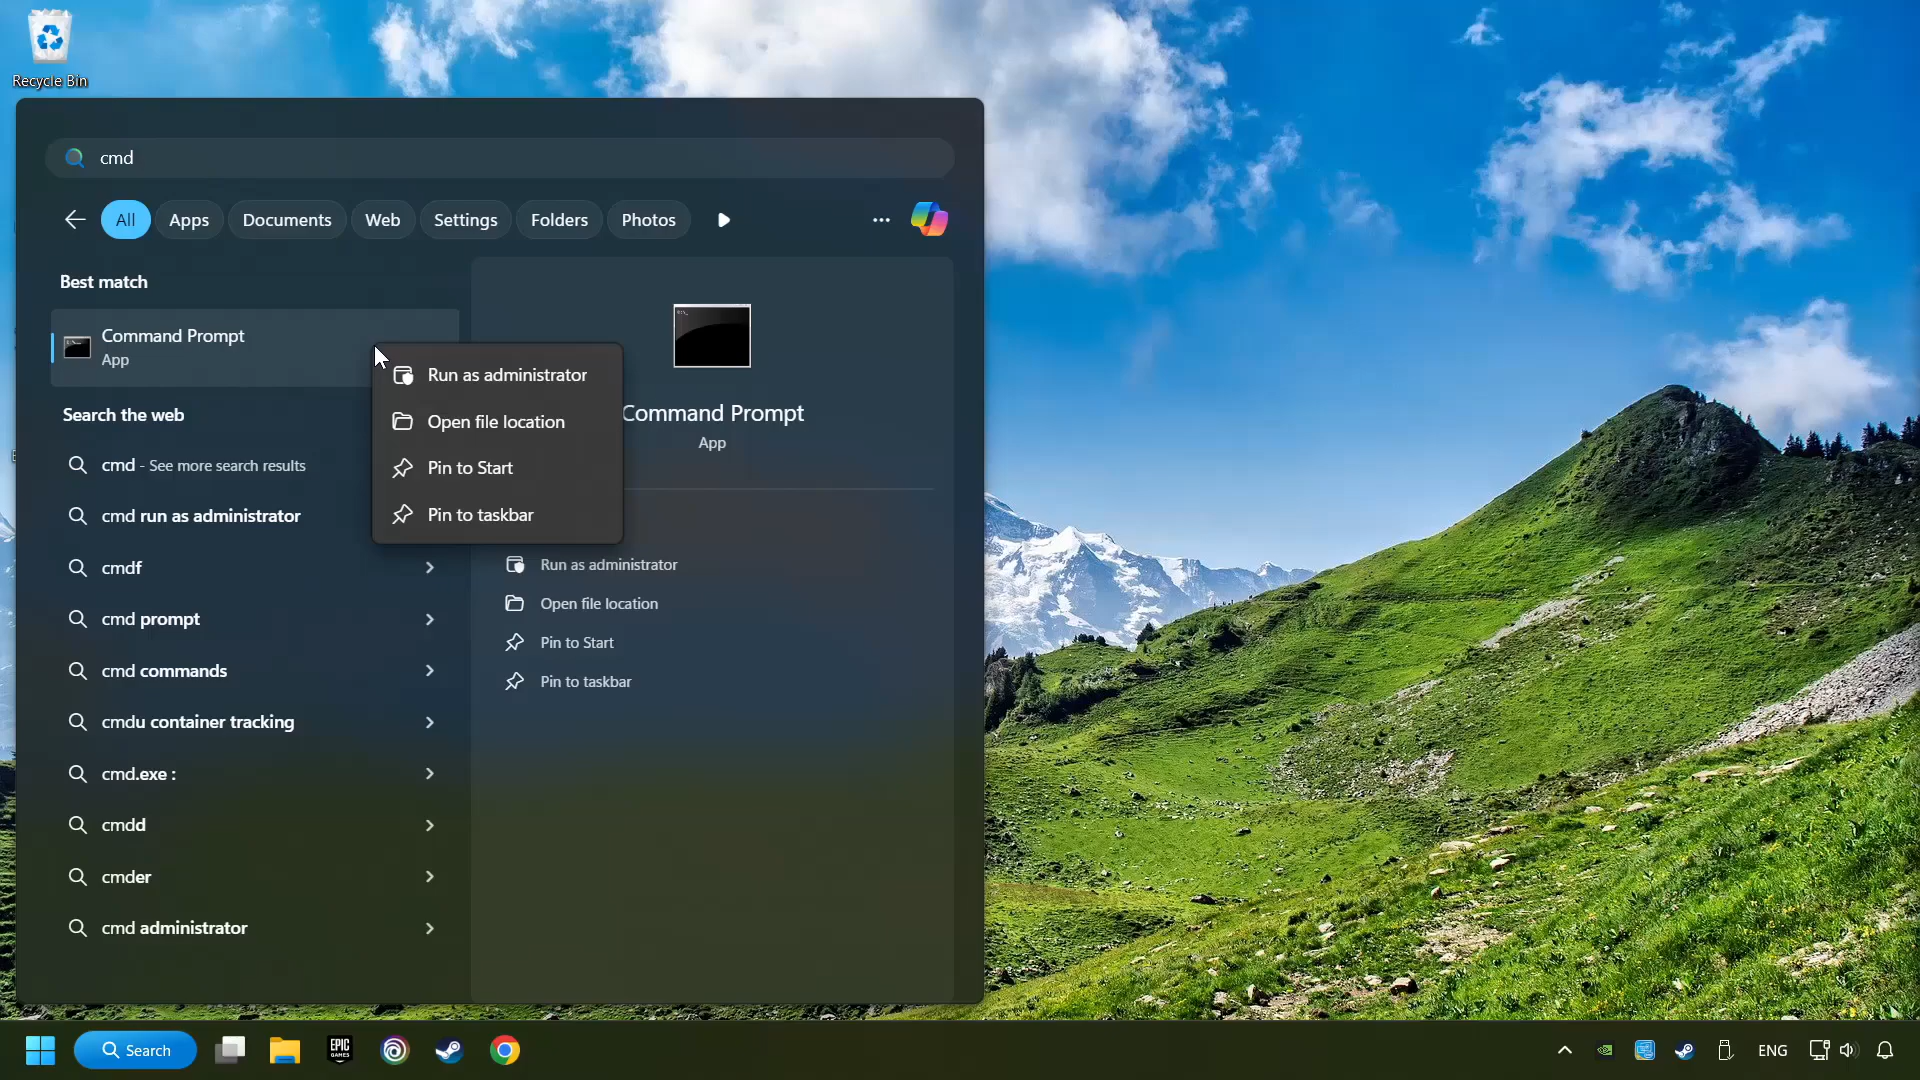 Recycle Bin
cmd
All
Apps
Documents
Web
Settings
Folders
Photos
Best match
Command Prompt
App
Search the web
cmd - See more search results
cmd run as administrator
cmdf
cmd prompt
cmd commands
cmdu container tracking
cmd.exe :
cmdd
cmder
cmd administrator
Run as administrator
Open file location
Pin to Start
Pin to taskbar
Command Prompt
App
Run as administrator
Open file location
Pin to Start
Pin to taskbar
Search
EPIC
GAMES
ENG